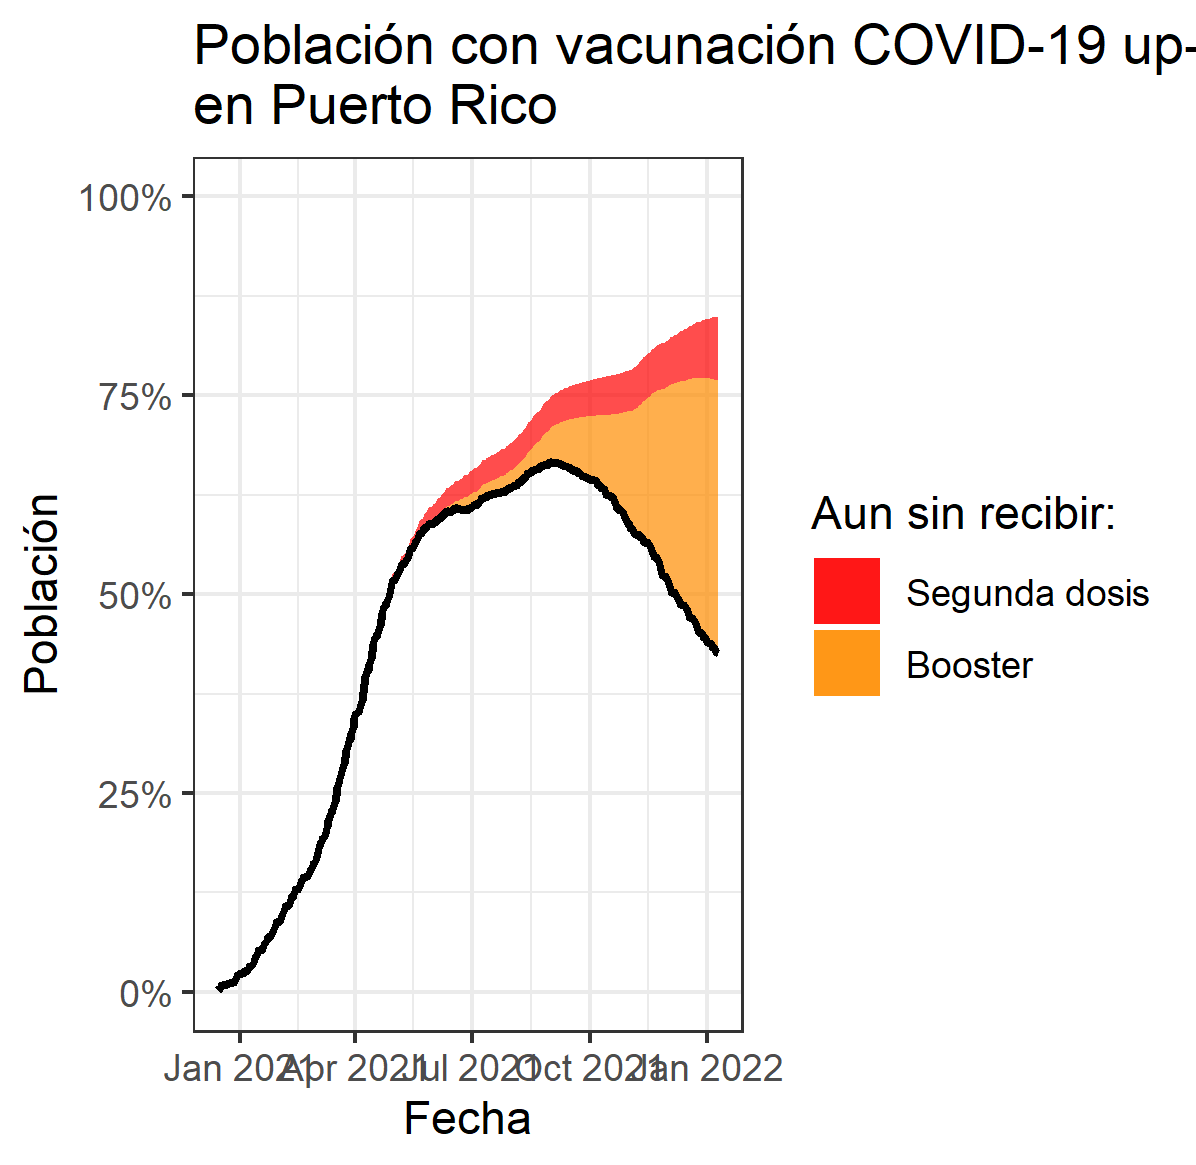 Población con vacunación COVID-19 up-
en Puerto Rico
100%
75%
50%
25%
0%
Población
Jan 2021 Apr 2021 Jul 2021 Oct 2021 Jan 2022
Fecha
Aun sin recibir:
Segunda dosis
Booster